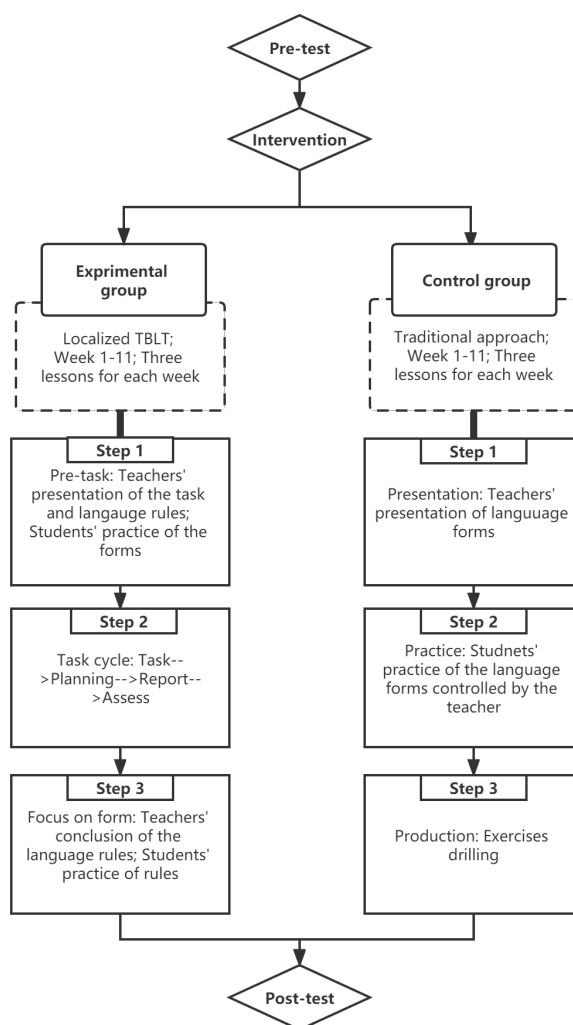 Pre-test
Intervention
Exprimental
group
Localized TBLT;
Week 1-11; Three
lessons for each week
Step 1
Pre-task: Teachers'
presentation of the task
and langauge rules;
Students' practice of the
forms
Step 2
Task cycle: Task--
>Planning-->Report--
>Assess
Step 3
Focus on form: Teachers'
conclusion of the
language rules; Students'
practice of rules
Control group
Traditional approach;
Week 1-11; Three
lessons for each week
Step 1
Presentation: Teachers'
presentation of languuage
forms
Step 2
Practice: Studnets'
practice of the language
forms controlled by the
teacher
Step 3
Production: Exercises
drilling
Post-test